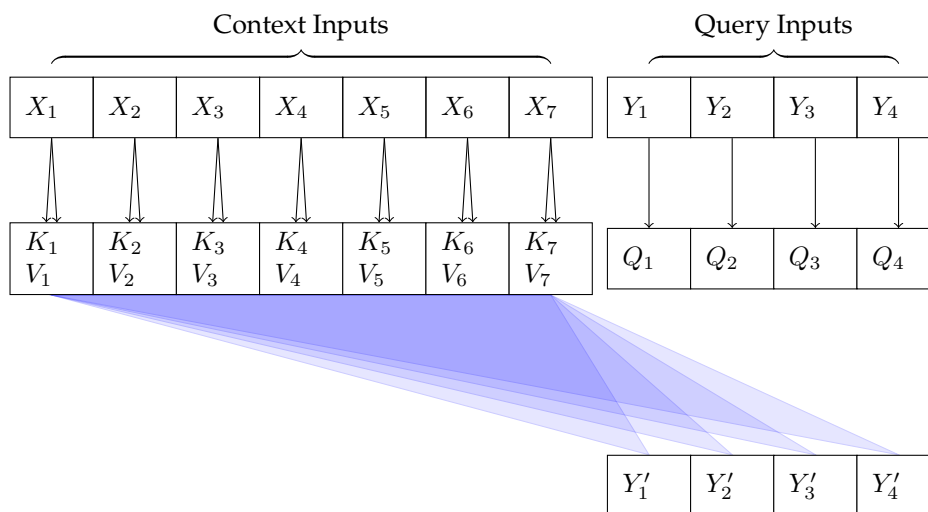 Context Inputs Query Inputs
X₁ X₂ X₃ X₄ X₅ X₆ X₇ Y₁ Y₂ Y₃ Y₄
K₁ K₂ K₃ K₄ K₅ K₆ K₇
V₁ V₂ V₃ V₄ V₅ V₆ V₇
Q₁ Q₂ Q₃ Q₄
Y′₁ Y′₂ Y′₃ Y′₄